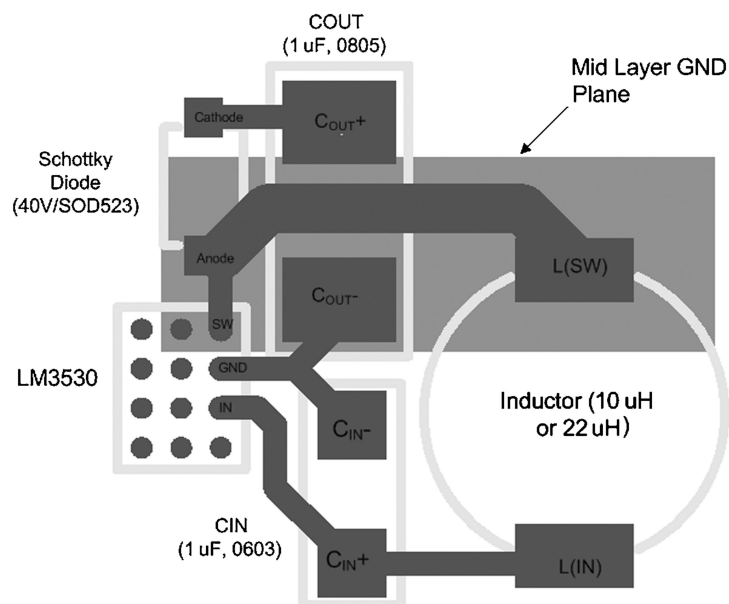 COUT
(1 uF, 0805)
Mid Layer GND
Plane
Cathode
COUT+
Schottky
Diode
(40V/SOD523)
Anode
L(SW)
COUT-
SW
LM3530
GND
IN
CIN-
Inductor (10 uH
or 22 uH)
CIN
(1 uF, 0603)
CIN+
L(IN)